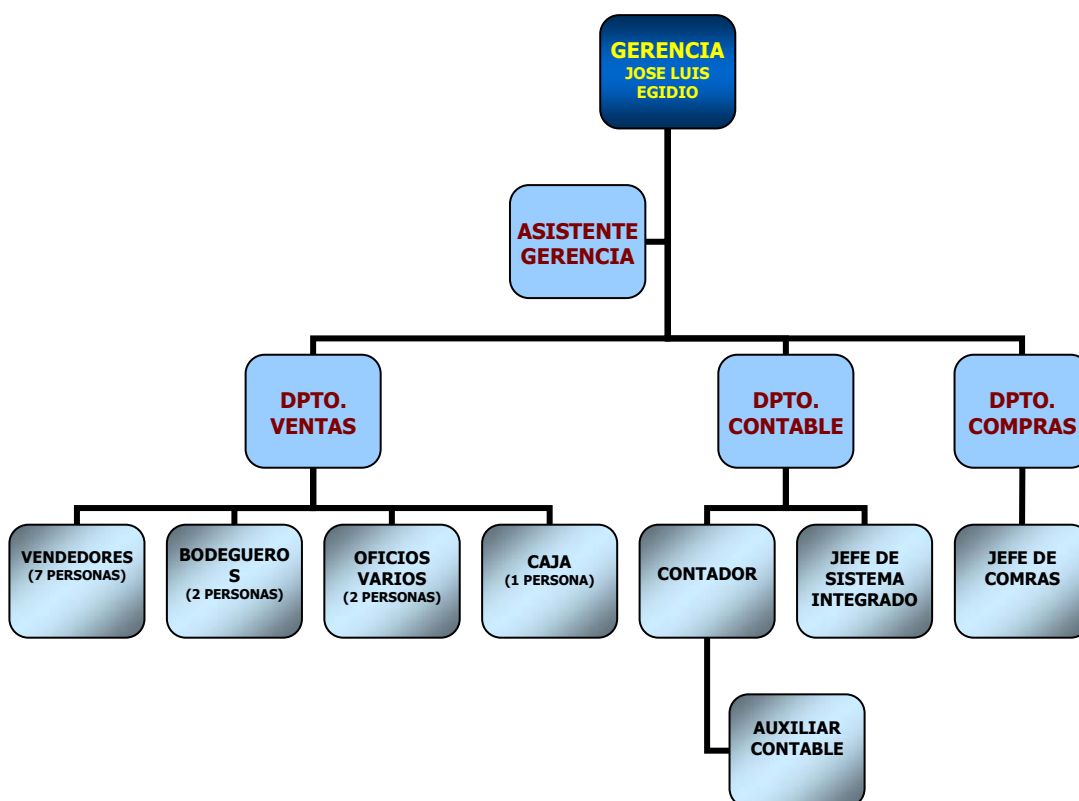 GERENCIA
JOSE LUIS
EGIDIO
ASISTENTE
GERENCIA
DPTO.
VENTAS
DPTO.
CONTABLE
DPTO.
COMPRAS
VENDEDORES
(7 PERSONAS)
BODEGUERO
S
(2 PERSONAS)
OFICIOS
VARIOS
(2 PERSONAS)
CAJA
(1 PERSONA)
CONTADOR
JEFE DE
SISTEMA
INTEGRADO
JEFE DE
COMRAS
AUXILIAR
CONTABLE